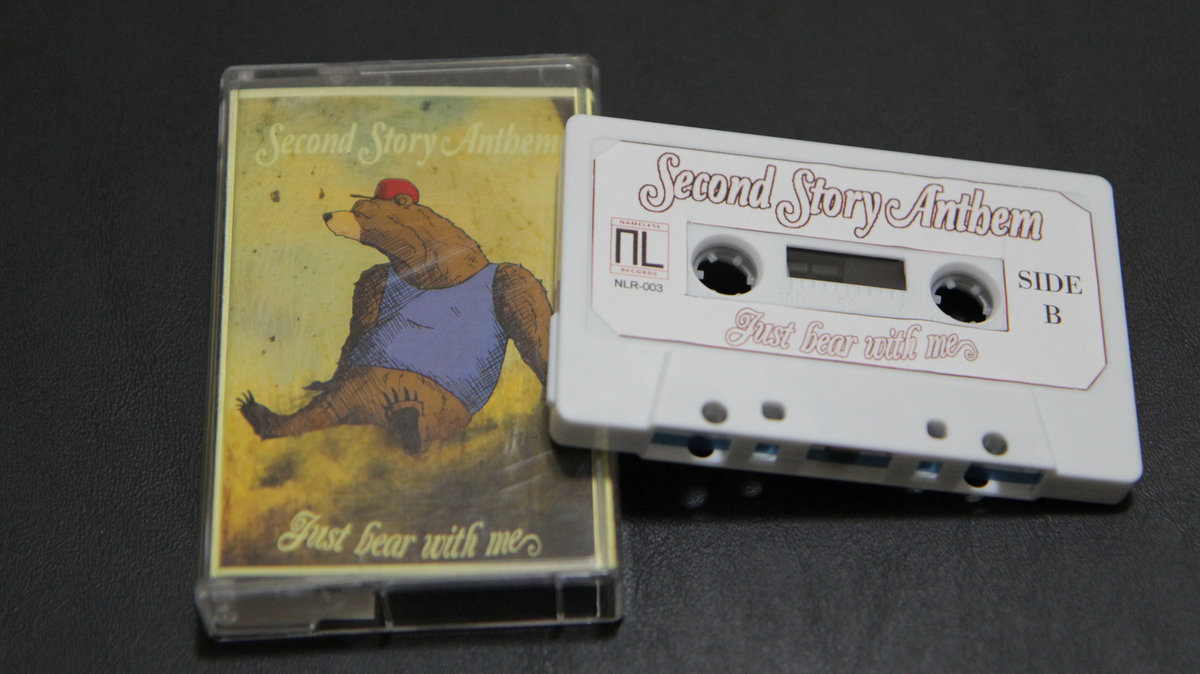 Second Story Anthem
Just bear with me
Second Story Anthem
NAMELESS
NL
RECORDS
NLR-003
SIDE
B
Just bear with me